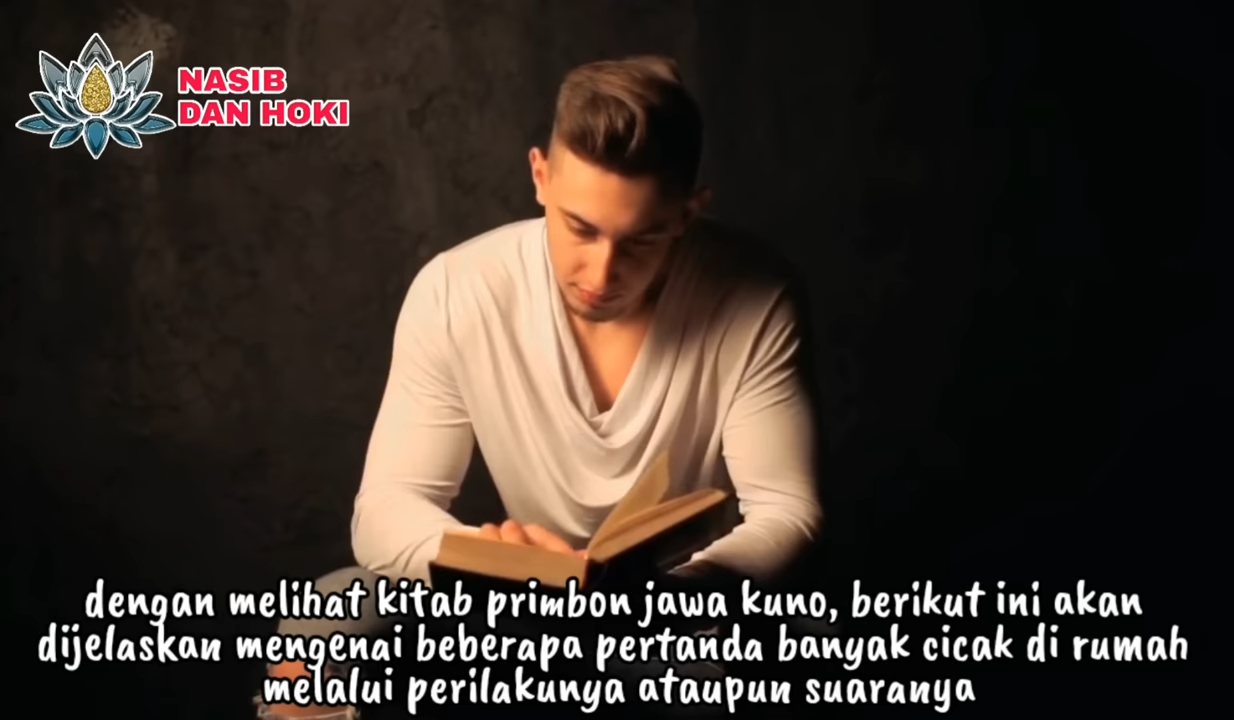 NASIB
DAN HOKI
dengan melihat kitab primbon jawa kuno, berikut ini akan
dijelaskan mengenai beberapa pertanda banyak cicak di rumah
melalui perilakunya ataupun suaranya